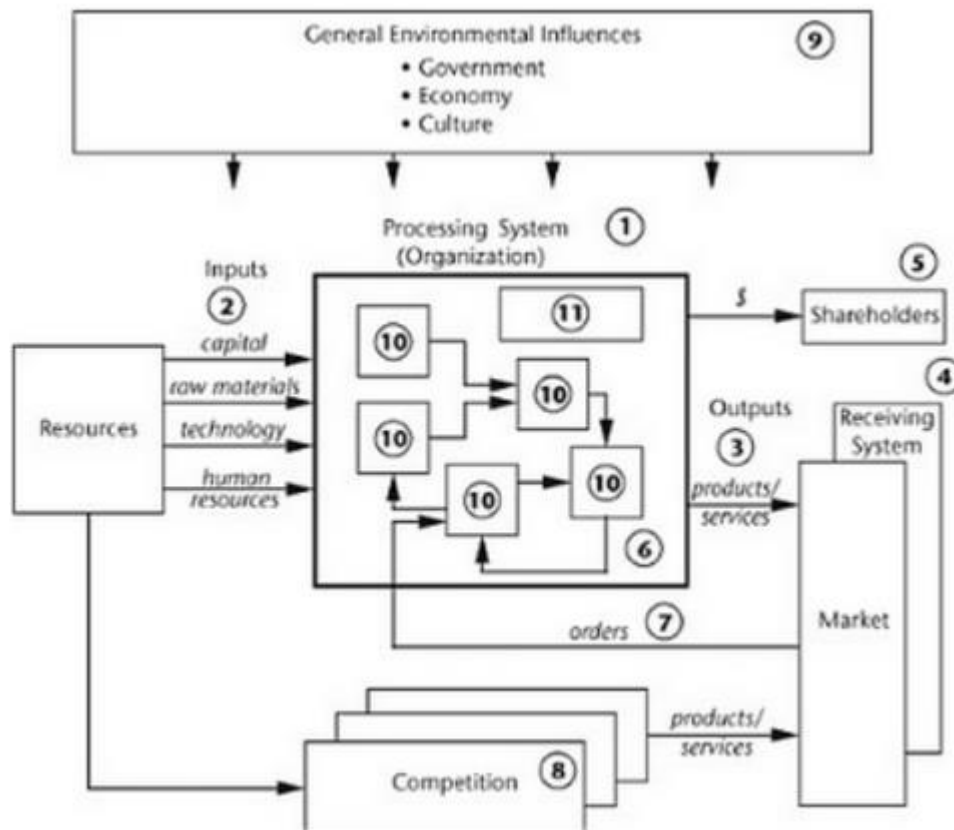 General Environmental Influences
9
• Government
• Economy
• Culture
Processing System
(Organization)
1
Inputs
2
5
$
Shareholders
11
10
capital
raw materials
technology
human
resources
Resources
10
10
10
10
6
4
Outputs
3
Receiving
System
products/
services
Market
orders
7
products/
services
Competition
8